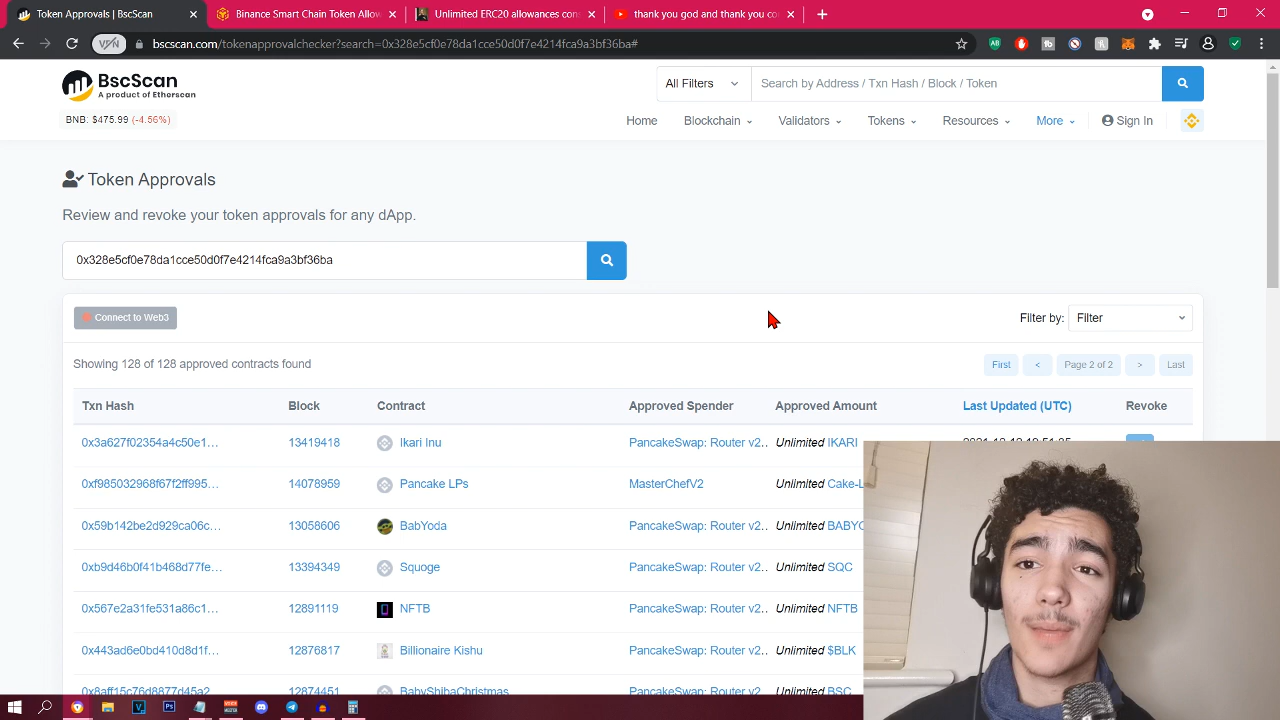 Token Approvals | BscScan
Binance Smart Chain Token Allow
Unlimited ERC20 allowances con
thank you god and thank you co
VPN
bscscan.com/tokenapprovalchecker?search=0x328e5cf0e78da1cce50d0f7e4214fca9a3bf36ba#
BscScan
A product of Etherscan
All Filters
Search by Address / Txn Hash / Block / Token
BNB: $475.99 (-4.56%)
Home Blockchain Validators Tokens Resources More Sign In
Token Approvals
Review and revoke your token approvals for any dApp.
0x328e5cf0e78da1cce50d0f7e4214fca9a3bf36ba
Connect to Web3
Filter by: Filter
Showing 128 of 128 approved contracts found
First < Page 2 of 2 > Last
Txn Hash Block Contract Approved Spender Approved Amount Last Updated (UTC) Revoke
0x3a627f02354a4c50e1... 13419418 Ikari Inu PancakeSwap: Router v2.. Unlimited IKARI
0xf985032968f67f2ff995... 14078959 Pancake LPs MasterChefV2 Unlimited Cake-L
0x59b142be2d929ca06c... 13058606 BabYoda PancakeSwap: Router v2.. Unlimited BABYO
0xb9d46b0f41b468d77fe... 13394349 Squoge PancakeSwap: Router v2.. Unlimited SQC
0x567e2a31fe531a86c1... 12891119 NFTB PancakeSwap: Router v2.. Unlimited NFTB
0x443ad6e0bd410d8d1f... 12876817 Billionaire Kishu PancakeSwap: Router v2.. Unlimited $BLK
0x8aff15c76d8877d45a2... 12874451 BabyShibaChristmas PancakeSwap: Router v2.. Unlimited BSC